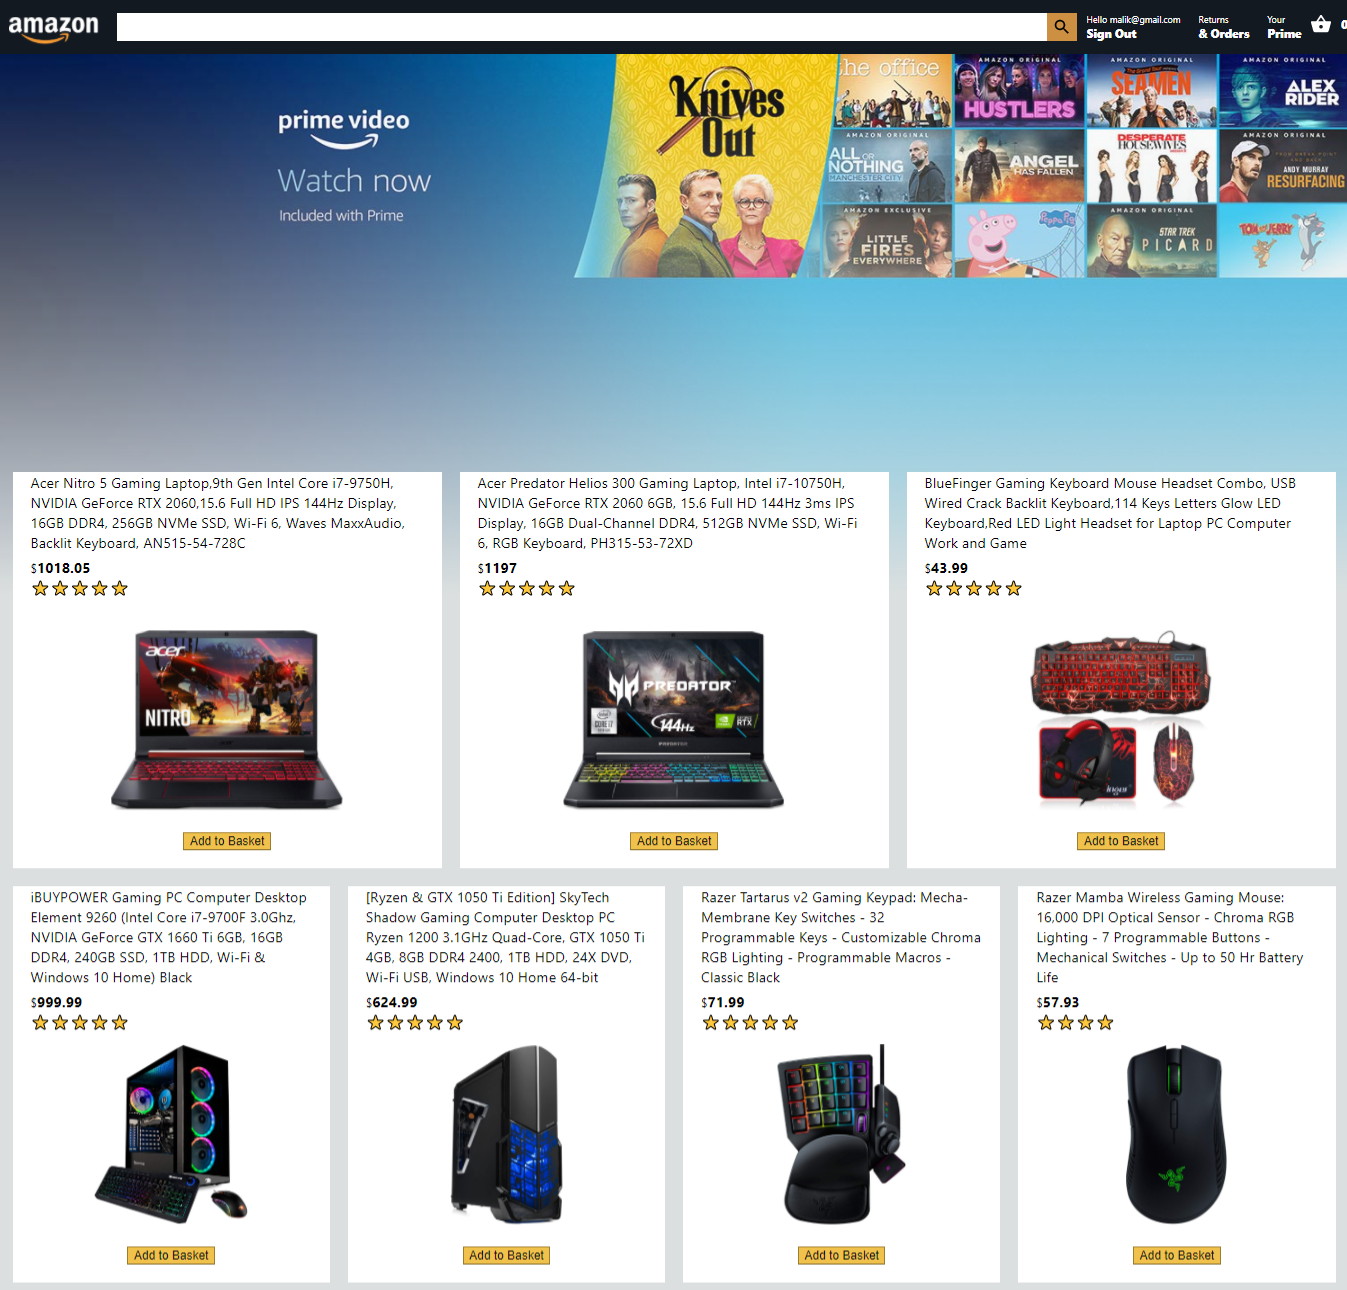 amazon
Hello malik@gmail.com
Sign Out
Returns
& Orders
Your
Prime
prime video
Watch now
Included with Prime
Knives
Out
the office
AMAZON ORIGINAL
HUSTLERS
AMAZON ORIGINAL
The Grand Tour
SEAMEN
AMAZON ORIGINAL
ALEX
RIDER
AMAZON ORIGINAL
ALL OR
NOTHING
MANCHESTER CITY
ANGEL
HAS FALLEN
DESPERATE
HOUSEWIVES
AMAZON ORIGINAL
ANDY MURRAY
RESURFACING
AMAZON EXCLUSIVE
LITTLE
FIRES
EVERYWHERE
Peppa Pig
AMAZON ORIGINAL
STAR TREK
PICARD
TOM and JERRY
Acer Nitro 5 Gaming Laptop,9th Gen Intel Core i7-9750H,
NVIDIA GeForce RTX 2060,15.6 Full HD IPS 144Hz Display,
16GB DDR4, 256GB NVMe SSD, Wi-Fi 6, Waves MaxxAudio,
Backlit Keyboard, AN515-54-728C
$1018.05
acer
NITRO
Add to Basket
Acer Predator Helios 300 Gaming Laptop, Intel i7-10750H,
NVIDIA GeForce RTX 2060 6GB, 15.6 Full HD 144Hz 3ms IPS
Display, 16GB Dual-Channel DDR4, 512GB NVMe SSD, Wi-Fi
6, RGB Keyboard, PH315-53-72XD
$1197
PREDATOR
CORE i7
144Hz
RTX
PREDATOR
Add to Basket
BlueFinger Gaming Keyboard Mouse Headset Combo, USB
Wired Crack Backlit Keyboard,114 Keys Letters Glow LED
Keyboard,Red LED Light Headset for Laptop PC Computer
Work and Game
$43.99
Add to Basket
iBUYPOWER Gaming PC Computer Desktop
Element 9260 (Intel Core i7-9700F 3.0Ghz,
NVIDIA GeForce GTX 1660 Ti 6GB, 16GB
DDR4, 240GB SSD, 1TB HDD, Wi-Fi &
Windows 10 Home) Black
$999.99
Add to Basket
[Ryzen & GTX 1050 Ti Edition] SkyTech
Shadow Gaming Computer Desktop PC
Ryzen 1200 3.1GHz Quad-Core, GTX 1050 Ti
4GB, 8GB DDR4 2400, 1TB HDD, 24X DVD,
Wi-Fi USB, Windows 10 Home 64-bit
$624.99
Add to Basket
Razer Tartarus v2 Gaming Keypad: Mecha-
Membrane Key Switches - 32
Programmable Keys - Customizable Chroma
RGB Lighting - Programmable Macros -
Classic Black
$71.99
Add to Basket
Razer Mamba Wireless Gaming Mouse:
16,000 DPI Optical Sensor - Chroma RGB
Lighting - 7 Programmable Buttons -
Mechanical Switches - Up to 50 Hr Battery
Life
$57.93
Add to Basket